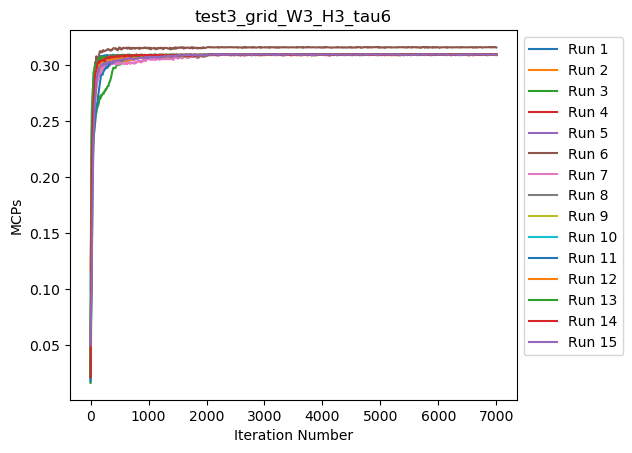 test3_grid_W3_H3_tau6
MCPs
0.30
0.25
0.20
0.15
0.10
0.05
0 1000 2000 3000 4000 5000 6000 7000
Iteration Number
Run 1
Run 2
Run 3
Run 4
Run 5
Run 6
Run 7
Run 8
Run 9
Run 10
Run 11
Run 12
Run 13
Run 14
Run 15